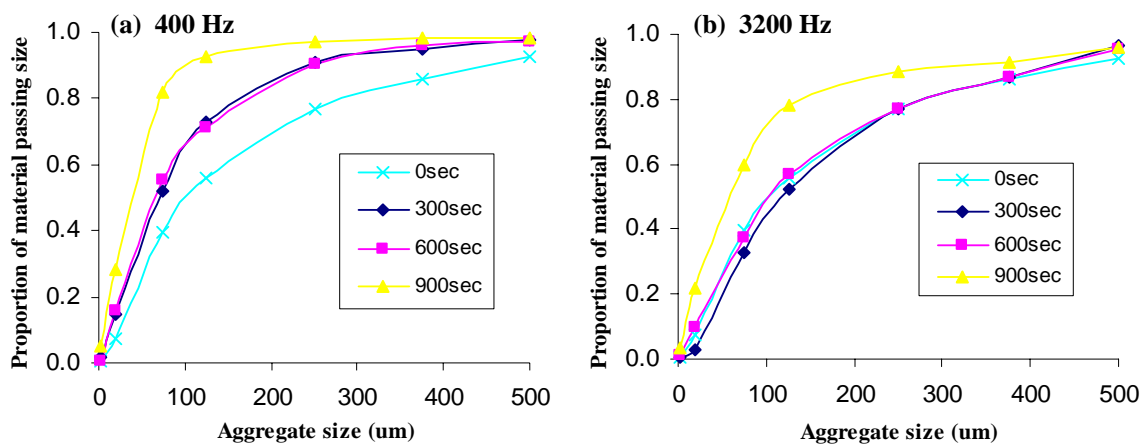 (a) 400 Hz
Proportion of material passing size
1.0
0.8
0.6
0.4
0.2
0.0
0sec
300sec
600sec
900sec
0 100 200 300 400 500
Aggregate size (um)
(b) 3200 Hz
Proportion of material passing size
1.0
0.8
0.6
0.4
0.2
0.0
0sec
300sec
600sec
900sec
0 100 200 300 400 500
Aggregate size (um)